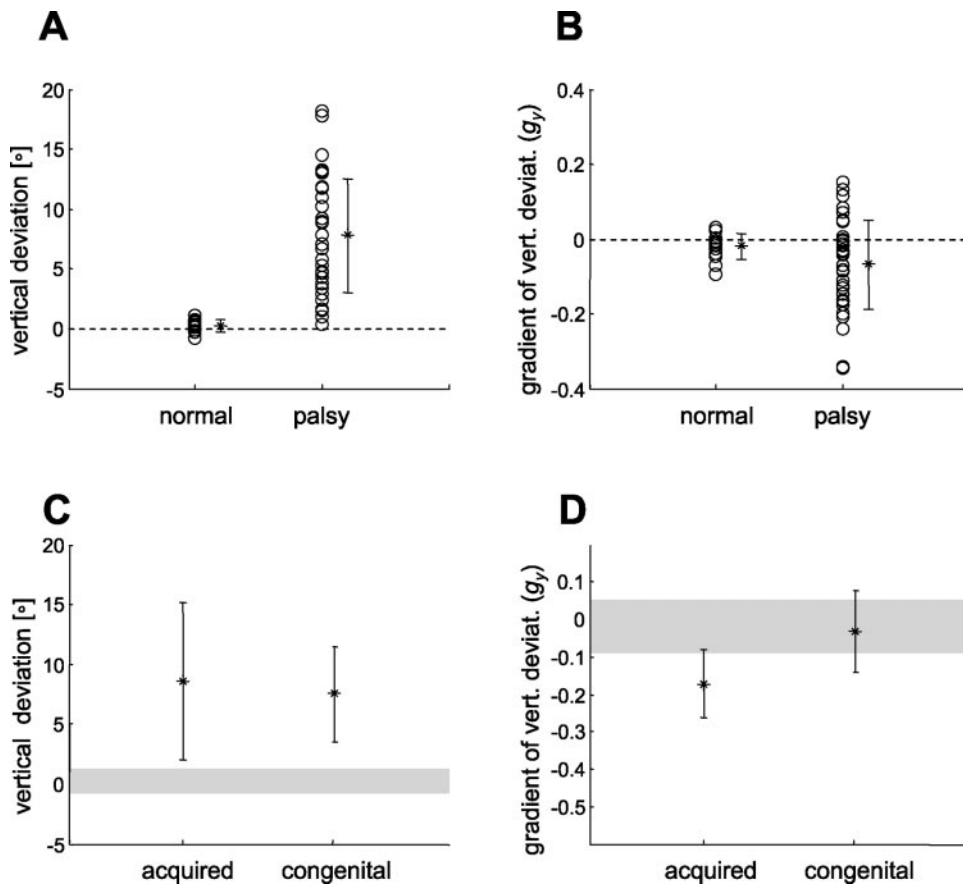 A
vertical deviation [°]
20
15
10
5
0
-5
normal palsy
B
gradient of vert. deviat. (gy)
0.4
0.2
0
-0.2
-0.4
normal palsy
C
vertical deviation [°]
20
15
10
5
0
-5
acquired congenital
D
gradient of vert. deviat. (gy)
0.1
0
-0.1
-0.2
-0.3
-0.4
-0.5
acquired congenital